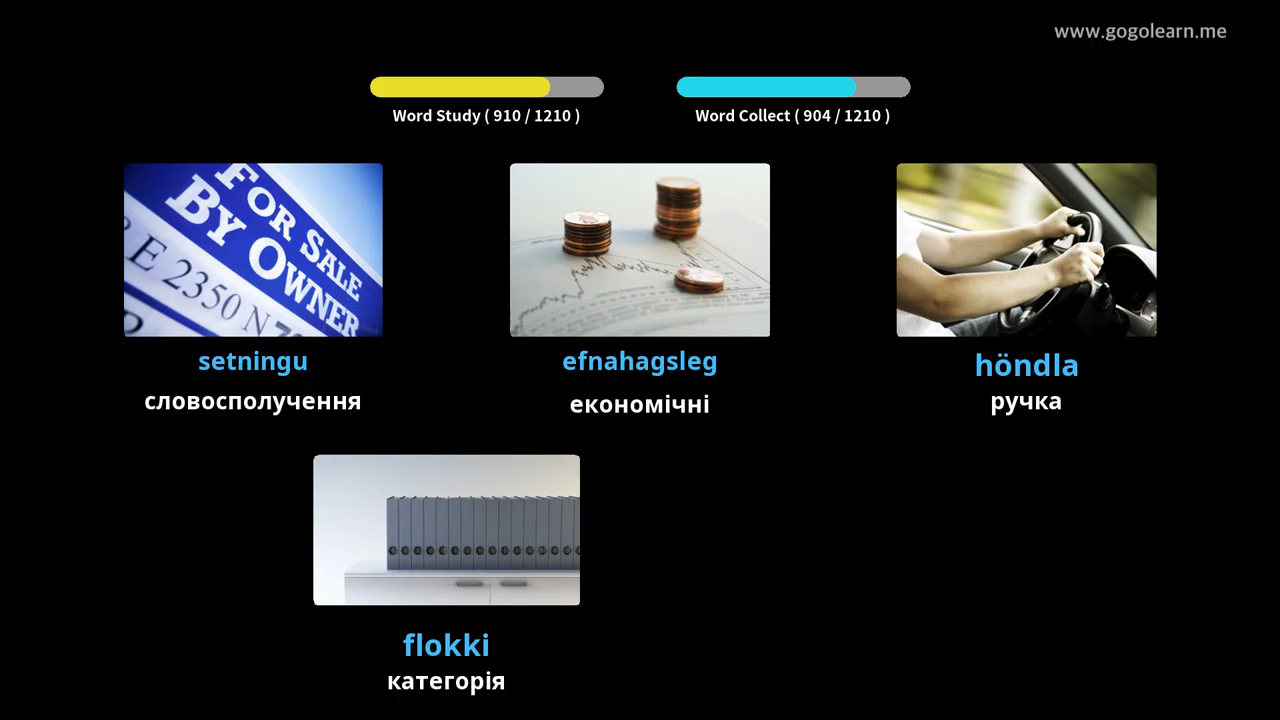 www.gogolearn.me
Word Study ( 910 / 1210 )
Word Collect ( 904 / 1210 )
FOR SALE
BY OWNER
E 2350 N
setningu
словосполучення
efnahagsleg
економічні
höndla
ручка
flokki
категорія